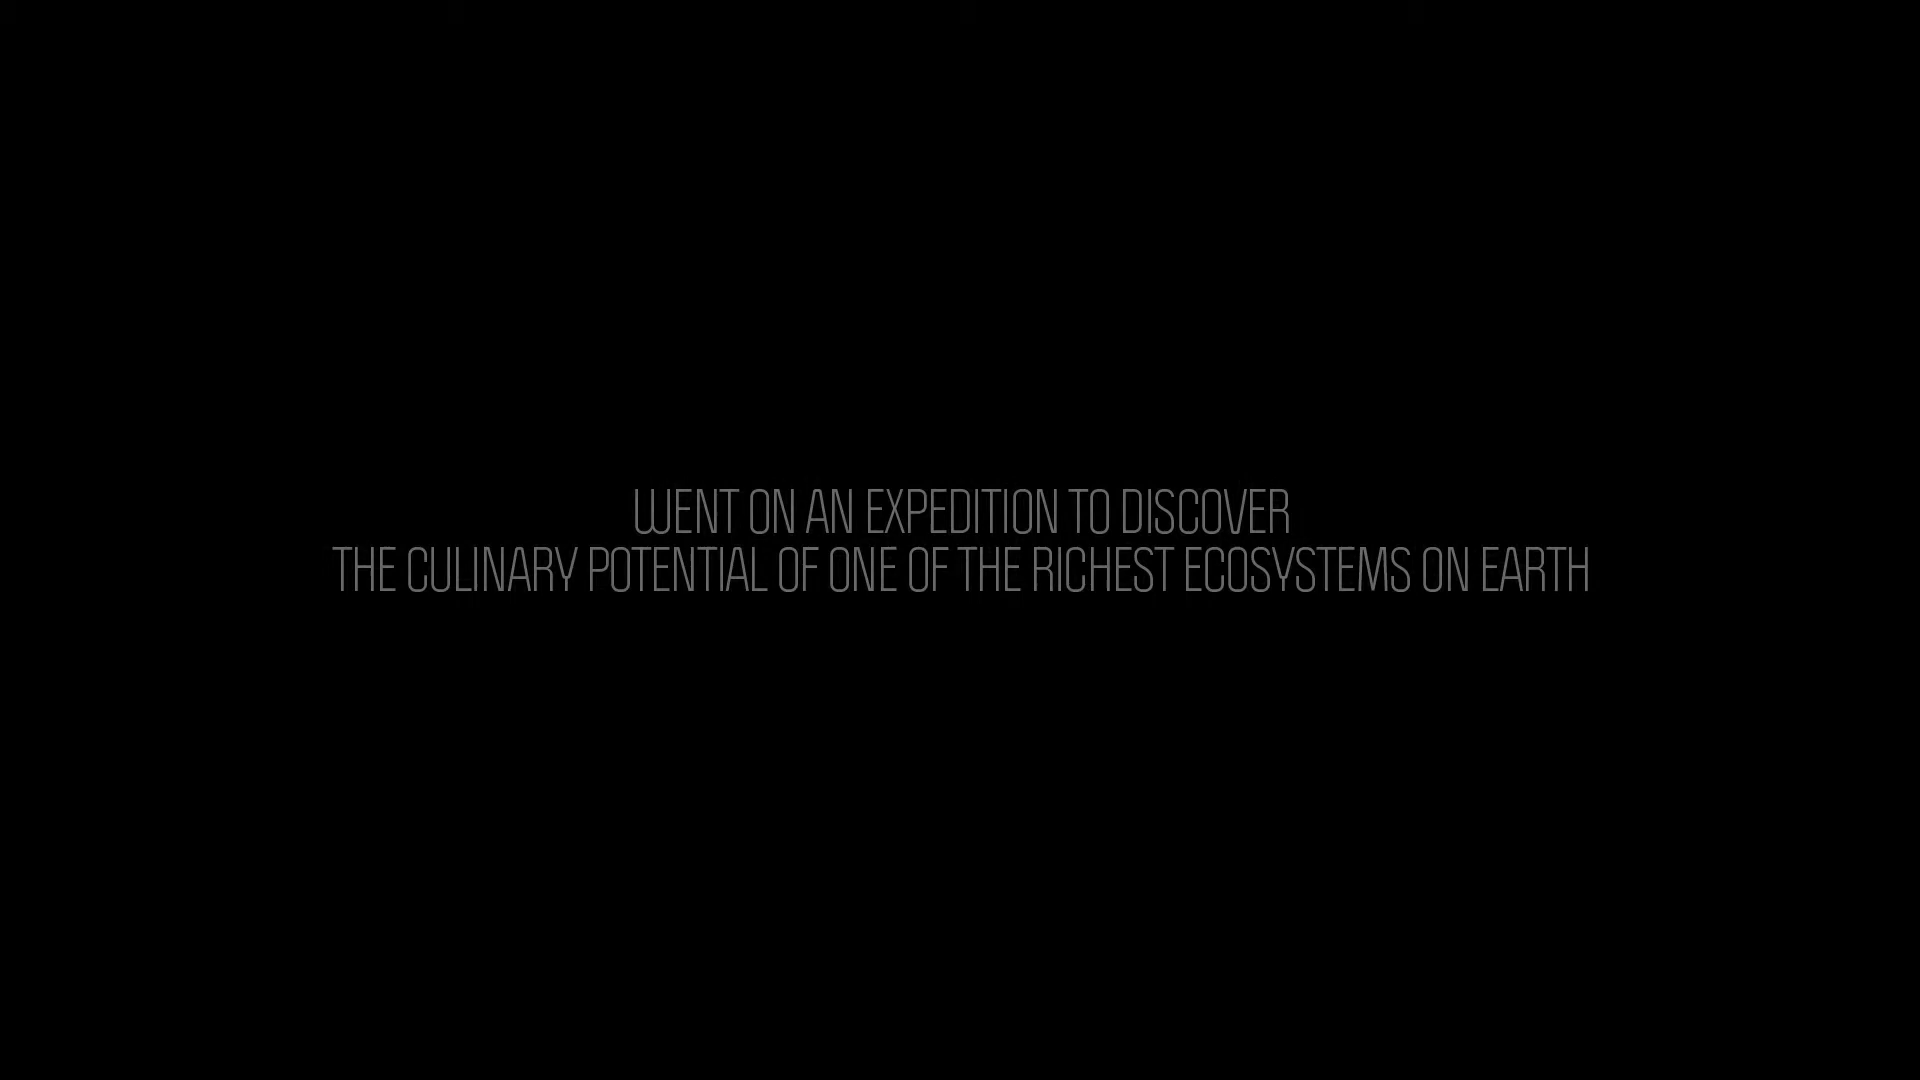 WENT ON AN EXPEDITION TO DISCOVER
THE CULINARY POTENTIAL OF ONE OF THE RICHEST ECOSYSTEMS ON EARTH